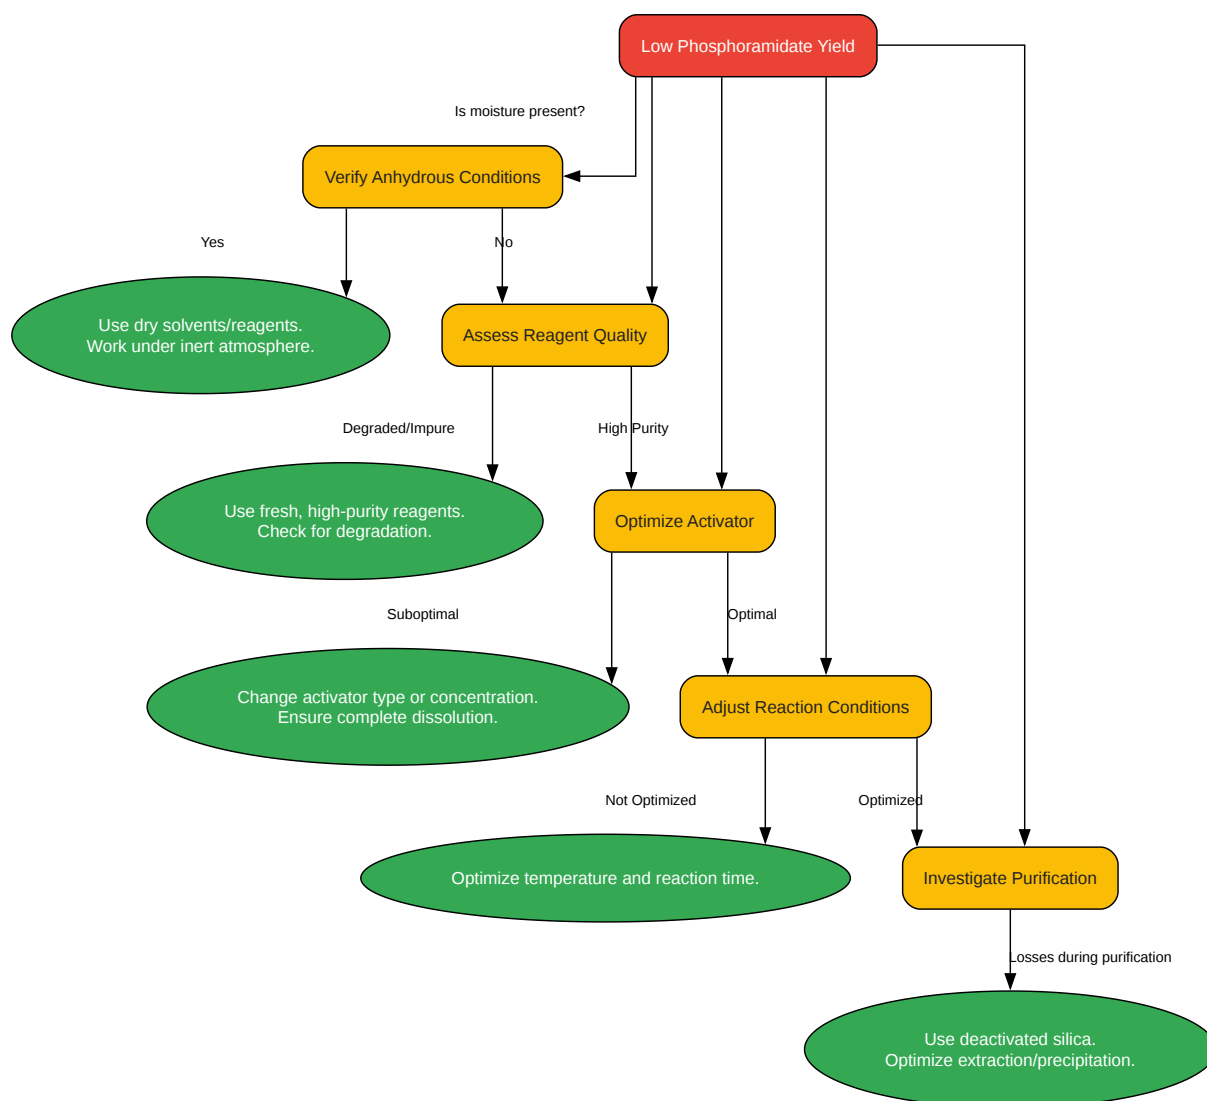 Low Phosphoramidate Yield
Is moisture present?
Verify Anhydrous Conditions
Yes
No
Use dry solvents/reagents.
Work under inert atmosphere.
Assess Reagent Quality
Degraded/Impure
High Purity
Use fresh, high-purity reagents.
Check for degradation.
Optimize Activator
Suboptimal
Optimal
Change activator type or concentration.
Ensure complete dissolution.
Adjust Reaction Conditions
Not Optimized
Optimized
Optimize temperature and reaction time.
Investigate Purification
Losses during purification
Use deactivated silica.
Optimize extraction/precipitation.